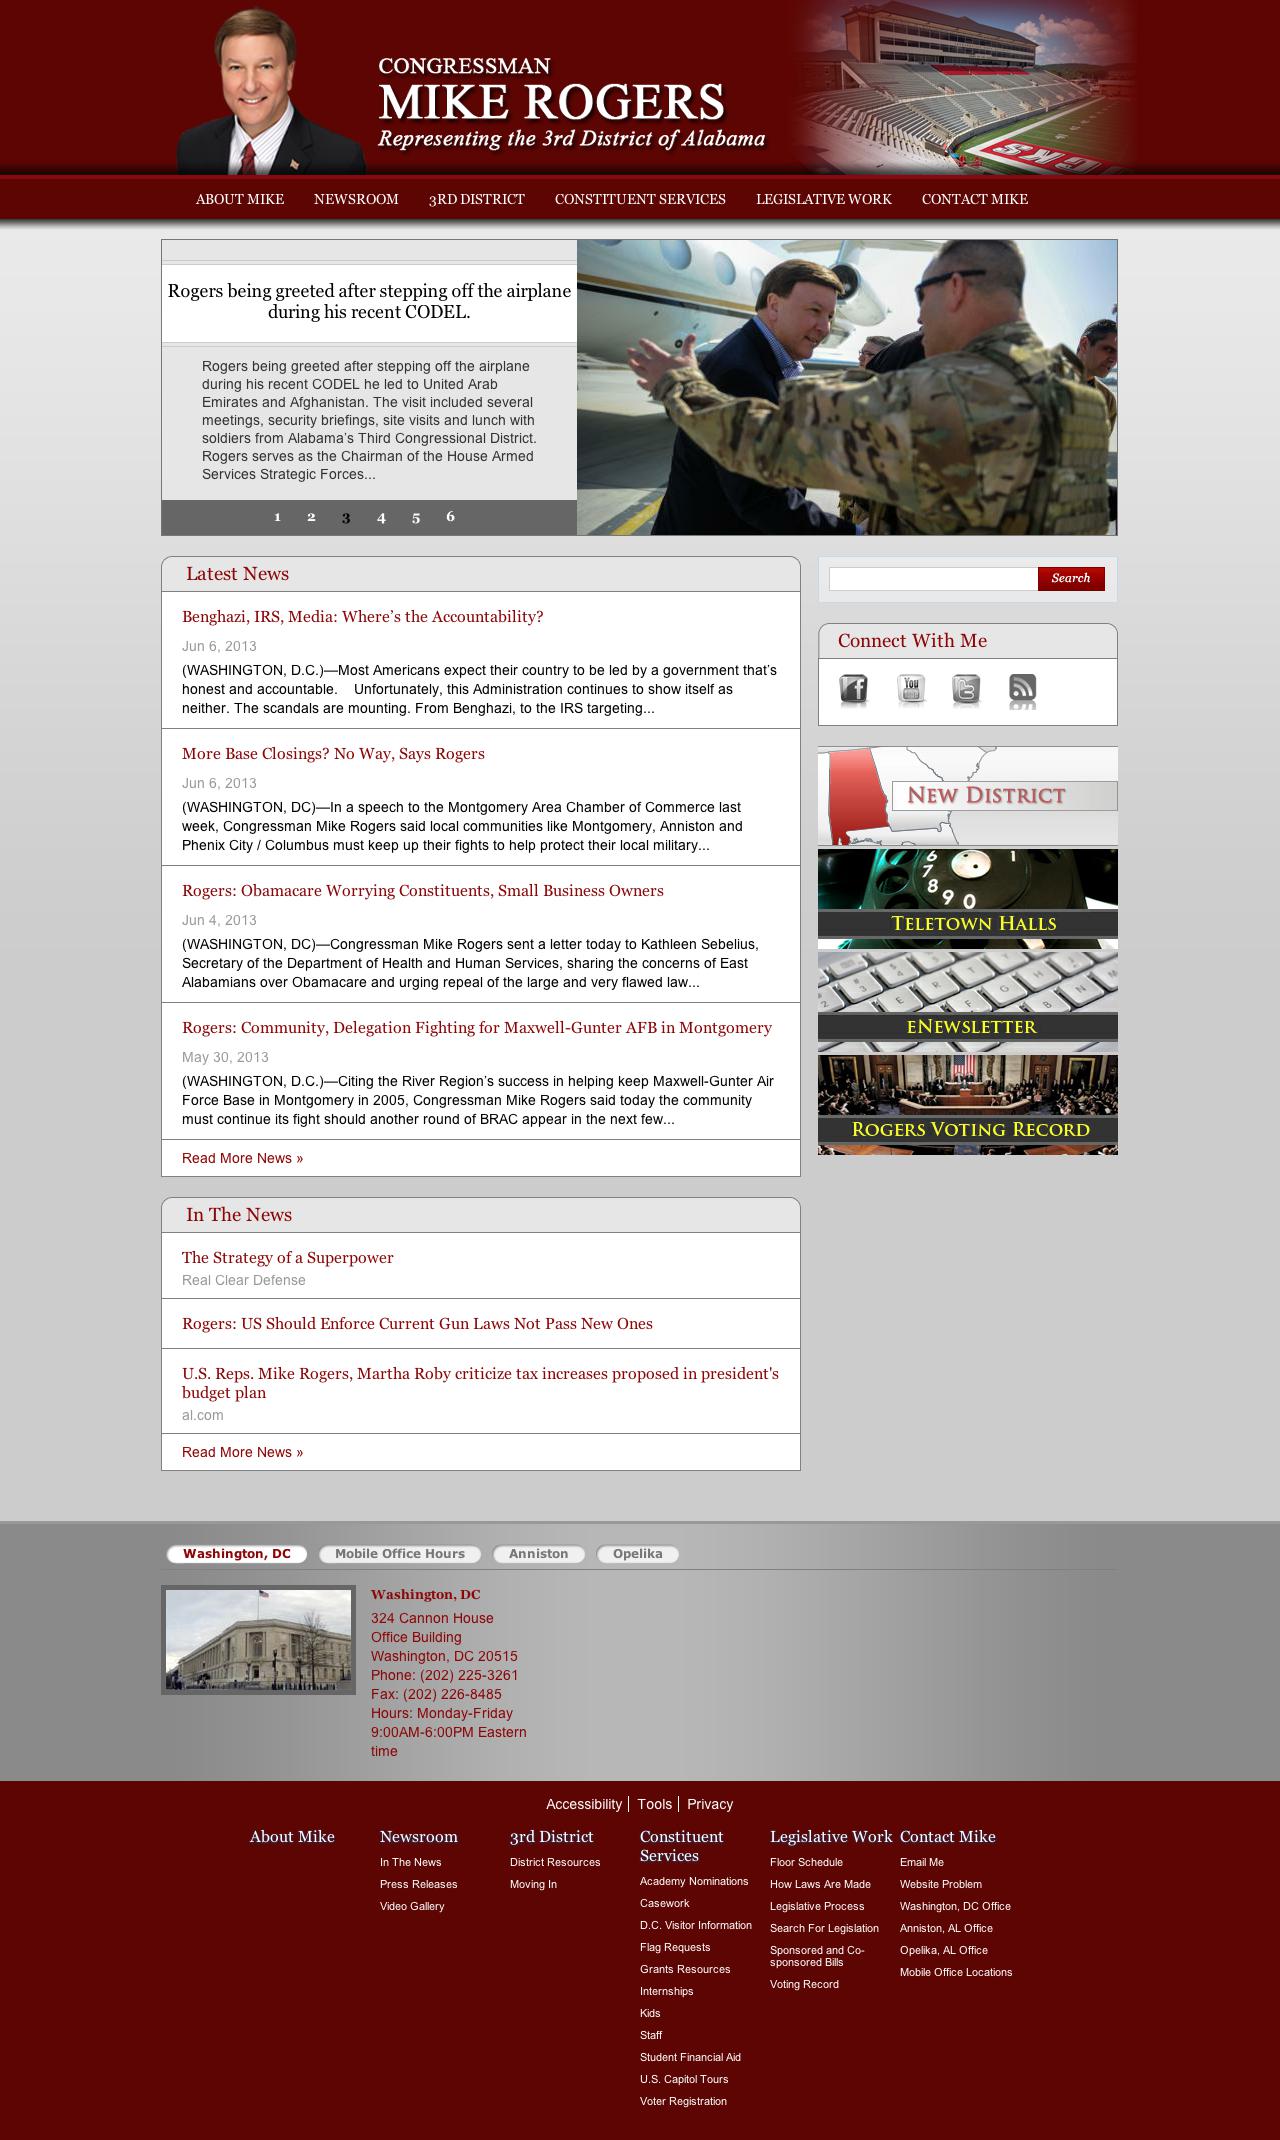 CONGRESSMAN
MIKE ROGERS
Representing the 3rd District of Alabama
ABOUT MIKE NEWSROOM 3RD DISTRICT CONSTITUENT SERVICES LEGISLATIVE WORK CONTACT MIKE
Rogers being greeted after stepping off the airplane
during his recent CODEL.
Rogers being greeted after stepping off the airplane
during his recent CODEL he led to United Arab
Emirates and Afghanistan. The visit included several
meetings, security briefings, site visits and lunch with
soldiers from Alabama's Third Congressional District.
Rogers serves as the Chairman of the House Armed
Services Strategic Forces...
1 2 3 4 5 6
Latest News
Benghazi, IRS, Media: Where's the Accountability?
Jun 6, 2013
(WASHINGTON, D.C.)—Most Americans expect their country to be led by a government that's
honest and accountable. Unfortunately, this Administration continues to show itself as
neither. The scandals are mounting. From Benghazi, to the IRS targeting...
More Base Closings? No Way, Says Rogers
Jun 6, 2013
(WASHINGTON, DC)—In a speech to the Montgomery Area Chamber of Commerce last
week, Congressman Mike Rogers said local communities like Montgomery, Anniston and
Phenix City / Columbus must keep up their fights to help protect their local military...
Rogers: Obamacare Worrying Constituents, Small Business Owners
Jun 4, 2013
(WASHINGTON, DC)—Congressman Mike Rogers sent a letter today to Kathleen Sebelius,
Secretary of the Department of Health and Human Services, sharing the concerns of East
Alabamians over Obamacare and urging repeal of the large and very flawed law...
Rogers: Community, Delegation Fighting for Maxwell-Gunter AFB in Montgomery
May 30, 2013
(WASHINGTON, D.C.)—Citing the River Region's success in helping keep Maxwell-Gunter Air
Force Base in Montgomery in 2005, Congressman Mike Rogers said today the community
must continue its fight should another round of BRAC appear in the next few...
Read More News »
Search
Connect With Me
You
NEW DISTRICT
TELETOWN HALLS
ENEWSLETTER
ROGERS VOTING RECORD
In The News
The Strategy of a Superpower
Real Clear Defense
Rogers: US Should Enforce Current Gun Laws Not Pass New Ones
U.S. Reps. Mike Rogers, Martha Roby criticize tax increases proposed in president's
budget plan
al.com
Read More News »
Washington, DC Mobile Office Hours Anniston Opelika
Washington, DC
324 Cannon House
Office Building
Washington, DC 20515
Phone: (202) 225-3261
Fax: (202) 226-8485
Hours: Monday-Friday
9:00AM-6:00PM Eastern
time
Accessibility Tools Privacy
About Mike
Newsroom
In The News
Press Releases
Video Gallery
3rd District
District Resources
Moving In
Constituent
Services
Academy Nominations
Casework
D.C. Visitor Information
Flag Requests
Grants Resources
Internships
Kids
Staff
Student Financial Aid
U.S. Capitol Tours
Voter Registration
Legislative Work
Floor Schedule
How Laws Are Made
Legislative Process
Search For Legislation
Sponsored and Co-
sponsored Bills
Voting Record
Contact Mike
Email Me
Website Problem
Washington, DC Office
Anniston, AL Office
Opelika, AL Office
Mobile Office Locations